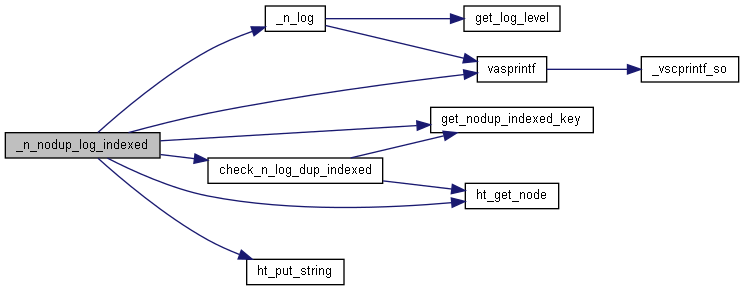 _n_log
get_log_level
vasprintf
_vscprintf_so
get_nodup_indexed_key
_n_nodup_log_indexed
check_n_log_dup_indexed
ht_get_node
ht_put_string